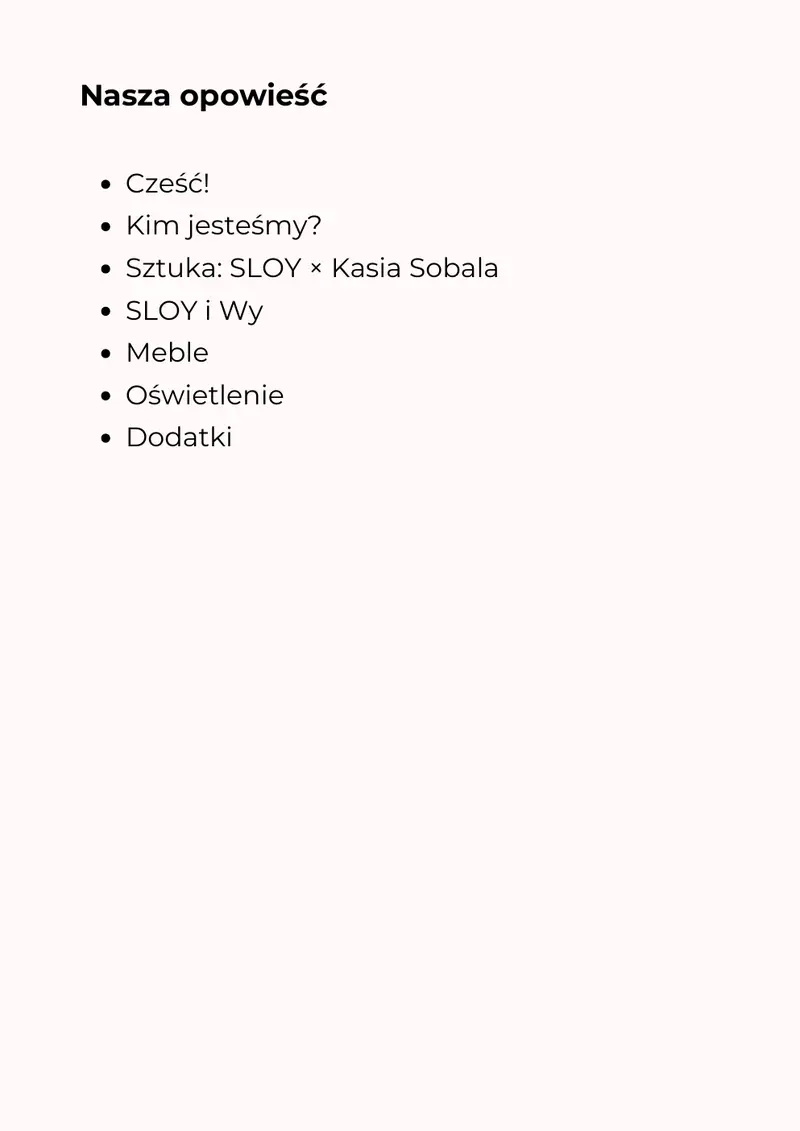 Nasza opowieść
• Cześć!
• Kim jesteśmy?
• Sztuka: SLOY × Kasia Sobala
• SLOY i Wy
• Meble
• Oświetlenie
• Dodatki